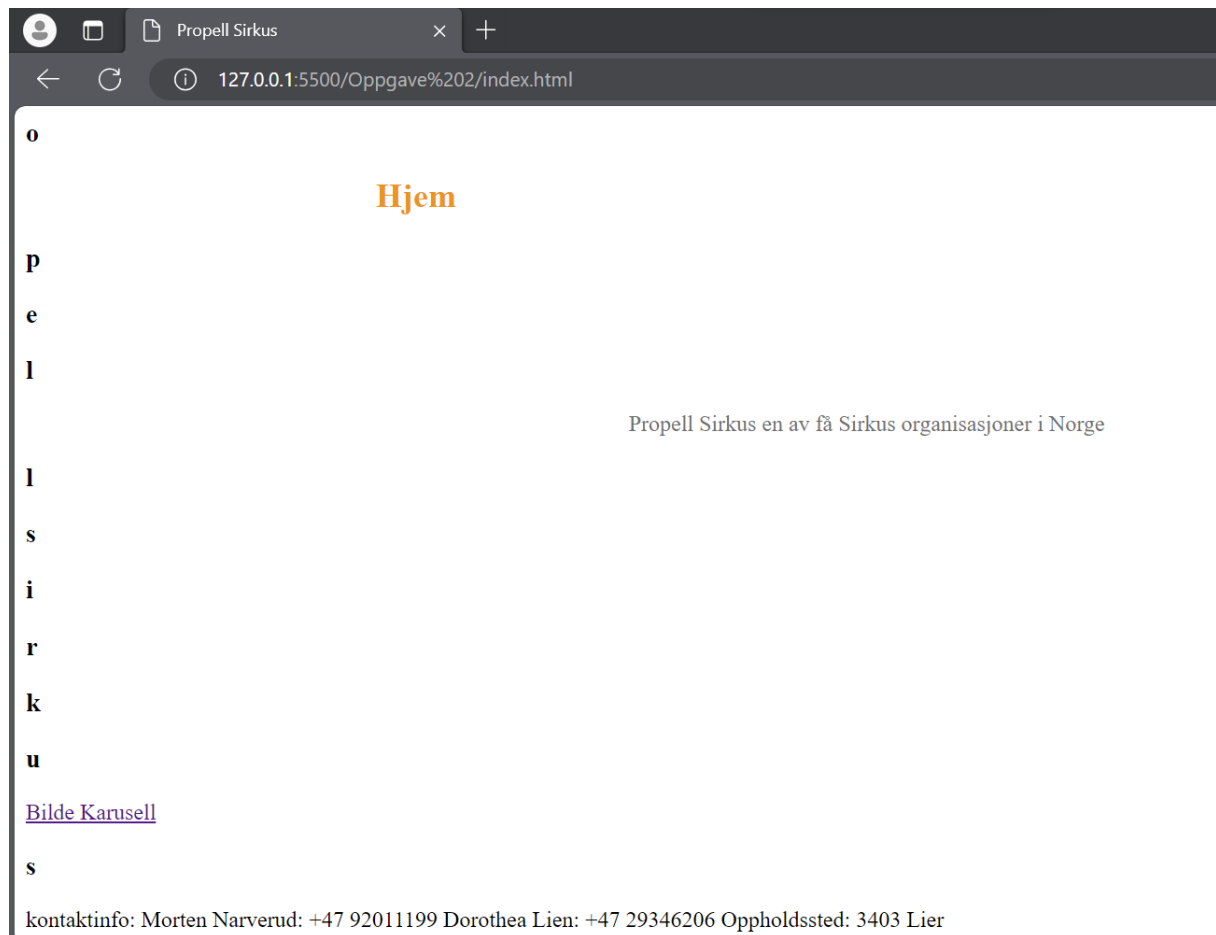 Propell Sirkus
127.0.0.1:5500/Oppgave%202/index.html
o
Hjem
p
e
l
Propell Sirkus en av få Sirkus organisasjoner i Norge
l
s
i
r
k
u
Bilde Karusell
s
kontaktinfo: Morten Narverud: +47 92011199 Dorothea Lien: +47 29346206 Oppholdssted: 3403 Lier